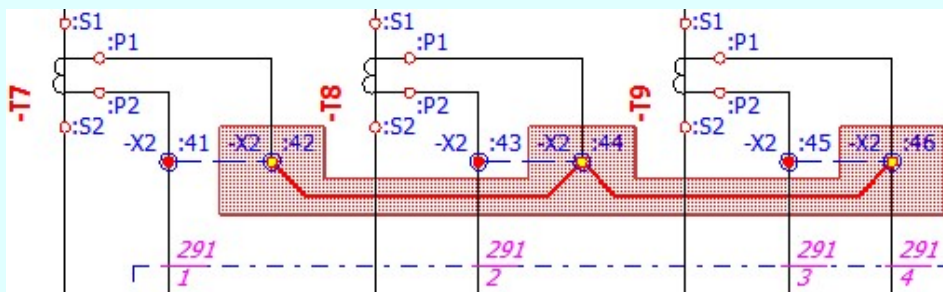 :S1 :S1 :S1
:P1 :P1 :P1
-T7 -T8 -T9
:P2 :P2 :P2
:S2 :S2 :S2
-X2 :41 -X2 :42 -X2 :43 -X2 :44 -X2 :45 -X2 :46
291 291 291 291
1 2 3 4